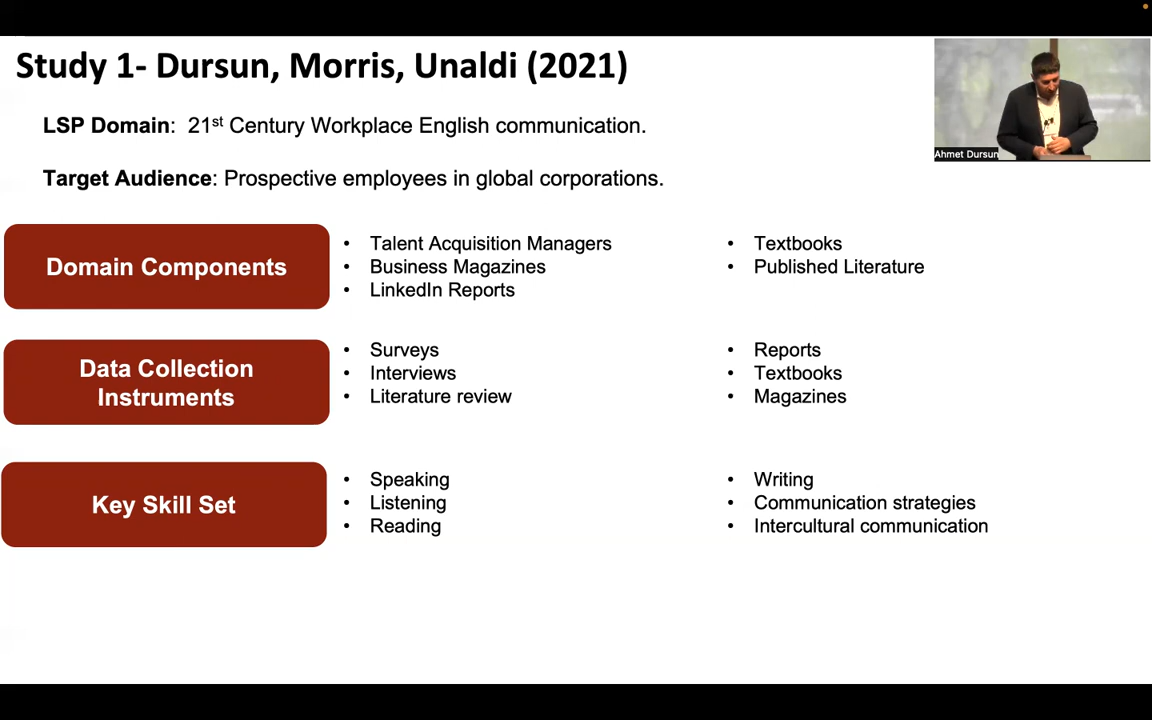 Study 1- Dursun, Morris, Unaldi (2021)
LSP Domain: 21st Century Workplace English communication.
Target Audience: Prospective employees in global corporations.
Ahmet Dursun
Domain Components
• Talent Acquisition Managers
• Business Magazines
• LinkedIn Reports
• Textbooks
• Published Literature
Data Collection
Instruments
• Surveys
• Interviews
• Literature review
• Reports
• Textbooks
• Magazines
Key Skill Set
• Speaking
• Listening
• Reading
• Writing
• Communication strategies
• Intercultural communication